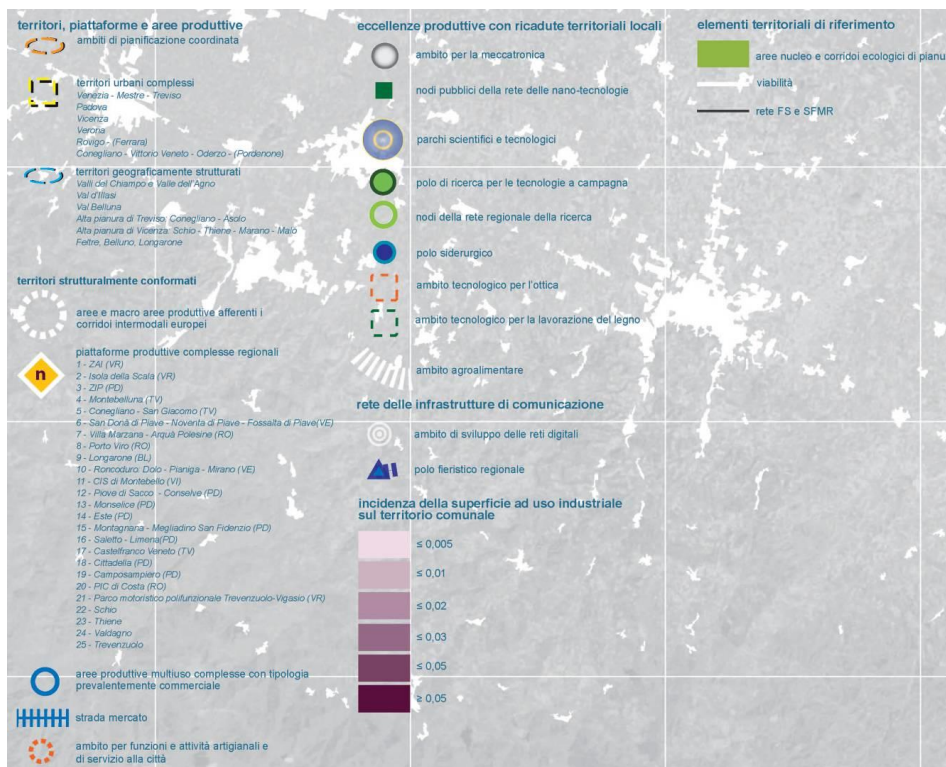 territori, piattaforme e aree produttive
ambiti di pianificazione coordinata
territori urbani complessi
Venezia - Mestre - Treviso
Padova
Vicenza
Verona
Rovigo - (Ferrara)
Conegliano - Vittorio Veneto - Oderzo - (Pordenone)
territori geograficamente strutturati
Valli del Chiampo e Valle dell'Agno
Val d'Illasi
Val Belluna
Alta pianura di Treviso: Conegliano - Asolo
Alta pianura di Vicenza: Schio - Thiene - Marano - Malo
Feltre, Belluno, Longarone
territori strutturalmente conformati
aree e macro aree produttive afferenti i
corridoi intermodali europei
n
piattaforme produttive complesse regionali
1 - ZAI (VR)
2 - Isola della Scala (VR)
3 - ZIP (PD)
4 - Montebelluna (TV)
5 - Conegliano - San Giacomo (TV)
6 - San Donà di Piave - Noventa di Piave - Fossalta di Piave(VE)
7 - Villa Marzana - Arquà Polesine (RO)
8 - Porto Viro (RO)
9 - Longarone (BL)
10 - Roncoduro: Dolo - Pianiga - Mirano (VE)
11 - CIS di Montebello (VI)
12 - Piove di Sacco - Conselve (PD)
13 - Monselice (PD)
14 - Este (PD)
15 - Montagnana - Megliadino San Fidenzio (PD)
16 - Saletto - Limena(PD)
17 - Castelfranco Veneto (TV)
18 - Cittadella (PD)
19 - Camposampiero (PD)
20 - PIC di Costa (RO)
21 - Parco motoristico polifunzionale Trevenzuolo-Vigasio (VR)
22 - Schio
23 - Thiene
24 - Valdagno
25 - Trevenzuolo
aree produttive multiuso complesse con tipologia
prevalentemente commerciale
strada mercato
ambito per funzioni e attività artigianali e
di servizio alla città
eccellenze produttive con ricadute territoriali locali
ambito per la meccatronica
nodi pubblici della rete delle nano-tecnologie
parchi scientifici e tecnologici
polo di ricerca per le tecnologie a campagna
nodi della rete regionale della ricerca
polo siderurgico
ambito tecnologico per l'ottica
ambito tecnologico per la lavorazione del legno
ambito agroalimentare
rete delle infrastrutture di comunicazione
ambito di sviluppo delle reti digitali
polo fieristico regionale
incidenza della superficie ad uso industriale
sul territorio comunale
≤ 0,005
≤ 0,01
≤ 0,02
≤ 0,03
≤ 0,05
≥ 0,05
elementi territoriali di riferimento
aree nucleo e corridoi ecologici di pianu
viabilità
rete FS e SFMR